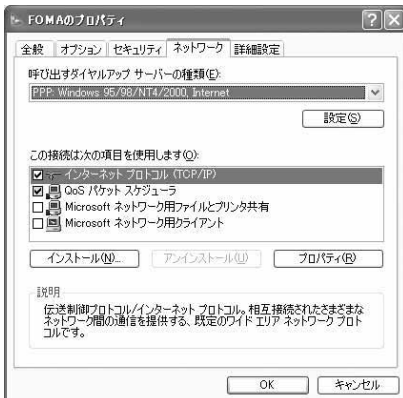 FOMAのプロパティ
全般 オプション セキュリティ ネットワーク 詳細設定
呼び出すダイヤルアップ サーバーの種類(E):
PPP: Windows 95/98/NT4/2000, Internet
設定(S)
この接続は次の項目を使用します(O):
インターネット プロトコル (TCP/IP)
QoS パケット スケジューラ
Microsoft ネットワーク用ファイルとプリンタ共有
Microsoft ネットワーク用クライアント
インストール(N)... アンインストール(U) プロパティ(R)
説明
伝送制御プロトコル/インターネット プロトコル。相互接続されたさまざまな
ネットワーク間の通信を提供する、既定のワイド エリア ネットワーク プロト
コルです。
OK キャンセル